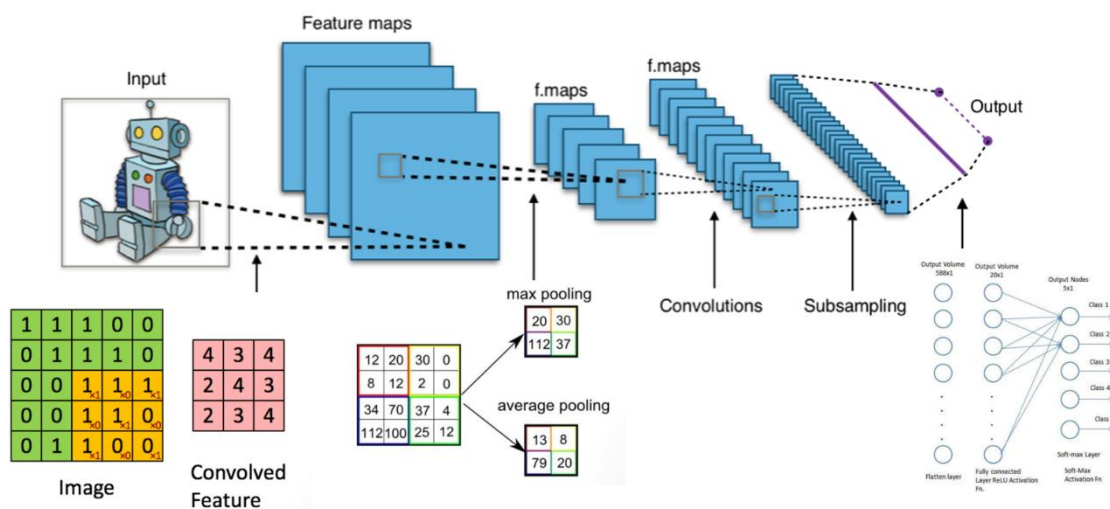 Feature maps
Input
f.maps
f.maps
Output
max pooling
20 30
112 37
Convolutions
Subsampling
1 1 1 0 0
0 1 1 1 0
0 0 1×1 1×0 1×1
0 0 1×0 1×1 0×0
0 1 1×1 0×0 0×1
Image
4 3 4
2 4 3
2 3 4
Convolved
Feature
12 20 30 0
8 12 2 0
34 70 37 4
112 100 25 12
average pooling
13 8
79 20
Output Volume
588x1
Output Volume
20x1
Output Nodes
5x1
Class 1
Class 2
Class 3
Class 4
Class
Flatten layer
Fully connected
Layer ReLU Activation
Fn.
Soft-max Layer
Soft-Max
Activation Fn